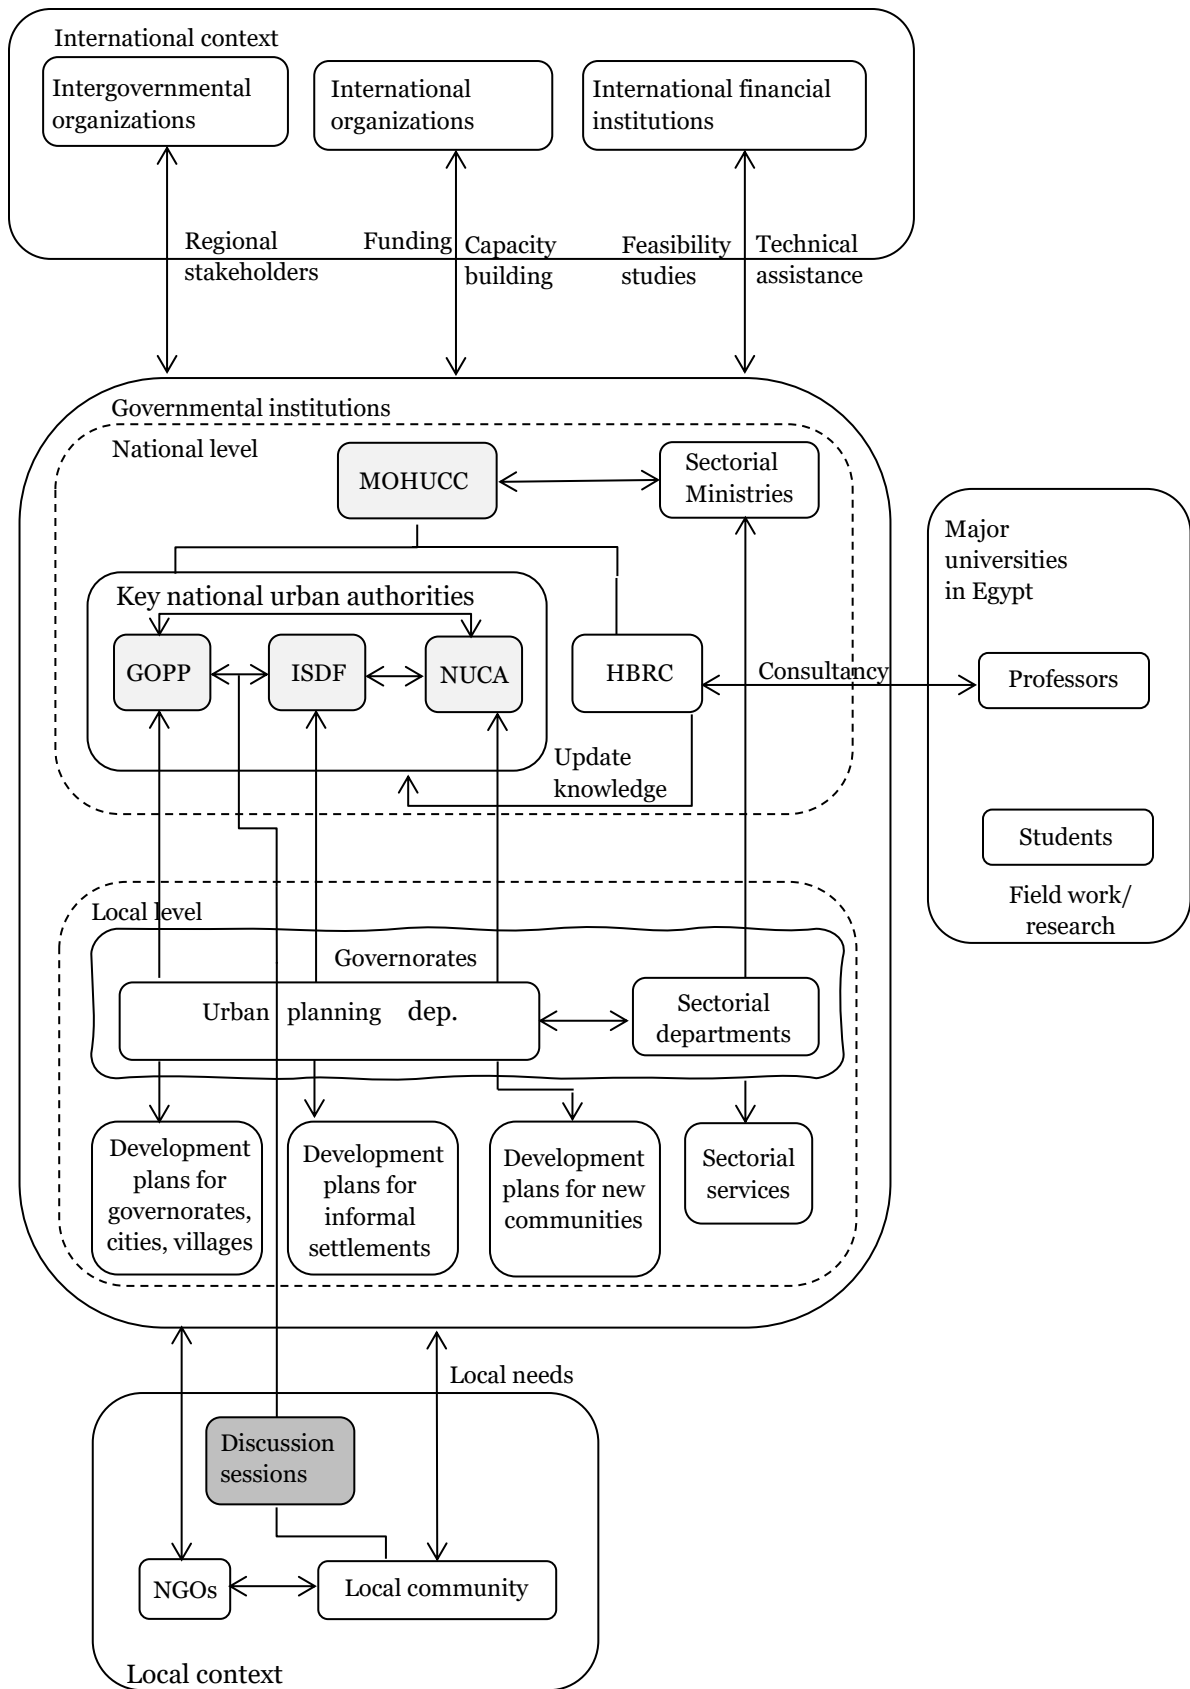 International context
Intergovernmental
organizations
International
organizations
International financial
institutions
Regional
stakeholders
Funding
Capacity
building
Feasibility
studies
Technical
assistance
Governmental institutions
National level
MOHUCC
Sectorial
Ministries
Key national urban authorities
GOPP
ISDF
NUCA
HBRC
Consultancy
Update
knowledge
Major
universities
in Egypt
Professors
Students
Field work/
research
Local level
Governorates
Urban planning dep.
Sectorial
departments
Development
plans for
governorates,
cities, villages
Development
plans for
informal
settlements
Development
plans for new
communities
Sectorial
services
Local needs
Discussion
sessions
NGOs
Local community
Local context